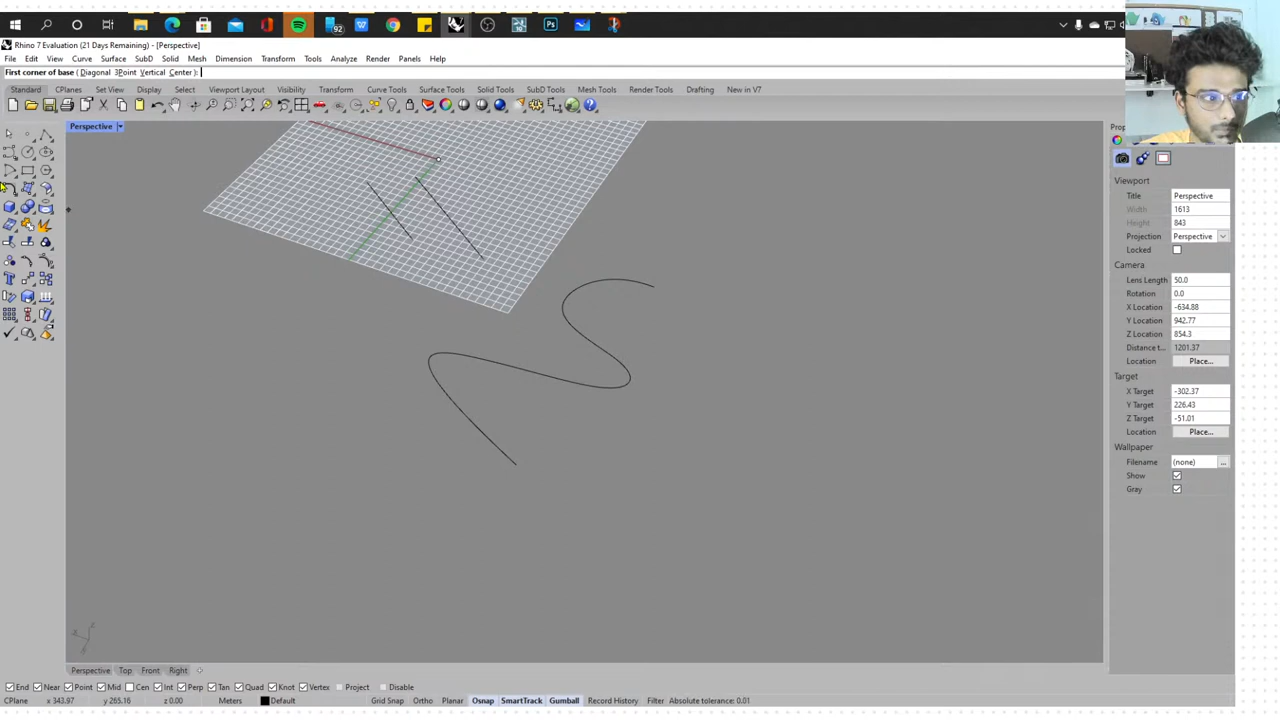 92
Ps
Rhino 7 Evaluation (21 Days Remaining) - [Perspective]
File Edit View Curve Surface SubD Solid Mesh Dimension Transform Tools Analyze Render Panels Help
First corner of base ( Diagonal 3Point Vertical Center ):
Standard CPlanes Set View Display Select Viewport Layout Visibility Transform Curve Tools Surface Tools Solid Tools SubD Tools Mesh Tools Render Tools Drafting New in V7
Perspective
Viewport
Title Perspective
Width 1613
Height 843
Projection Perspective
Locked
Camera
Lens Length 50.0
Rotation 0.0
X Location -634.88
Y Location 942.77
Z Location 854.3
Distance t... 1201.37
Location Place...
Target
X Target -302.37
Y Target 226.43
Z Target -51.01
Location Place...
Wallpaper
Filename (none) ...
Show
Gray
Perspective Top Front Right
End Near Point Mid Cen Int Perp Tan Quad Knot Vertex Project Disable
CPlane x 343.97 y 265.16 z 0.00 Meters Default Grid Snap Ortho Planar Osnap SmartTrack Gumball Record History Filter Absolute tolerance: 0.01